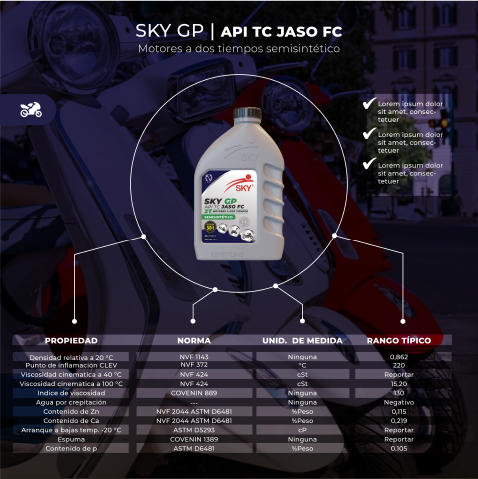 SKY GP | API TC JASO FC
Motores a dos tiempos semisintético
Lorem ipsum dolor
sit amet, consec-
tetuer
Lorem ipsum dolor
sit amet, consec-
tetuer
Lorem ipsum dolor
sit amet, consec-
tetuer
SKY
SKY
SKY GP
API TC JASO FC
2T
SEMISINTÉTICO
PROPIEDAD NORMA UNID. DE MEDIDA RANGO TÍPICO
Densidad relativa a 20 °C NVF 1143 Ninguna 0,862
Punto de inflamación CLEV NVF 372 °C 220
Viscosidad cinematica a 40 °C NVF 424 cSt Reportar
Viscosidad cinematica a 100 °C NVF 424 cSt 15,20
Indice de viscosidad COVENIN 889 Ninguna 130
Agua por crepitación --- Ninguna Negativo
Contenido de Zn NVF 2044 ASTM D6481 %Peso 0,115
Contenido de Ca NVF 2044 ASTM D6481 %Peso 0,219
Arranque a bajas temp. -20 °C ASTM D5293 cP Reportar
Espuma COVENIN 1389 Ninguna Reportar
Contenido de p ASTM D6481 %Peso 0.105